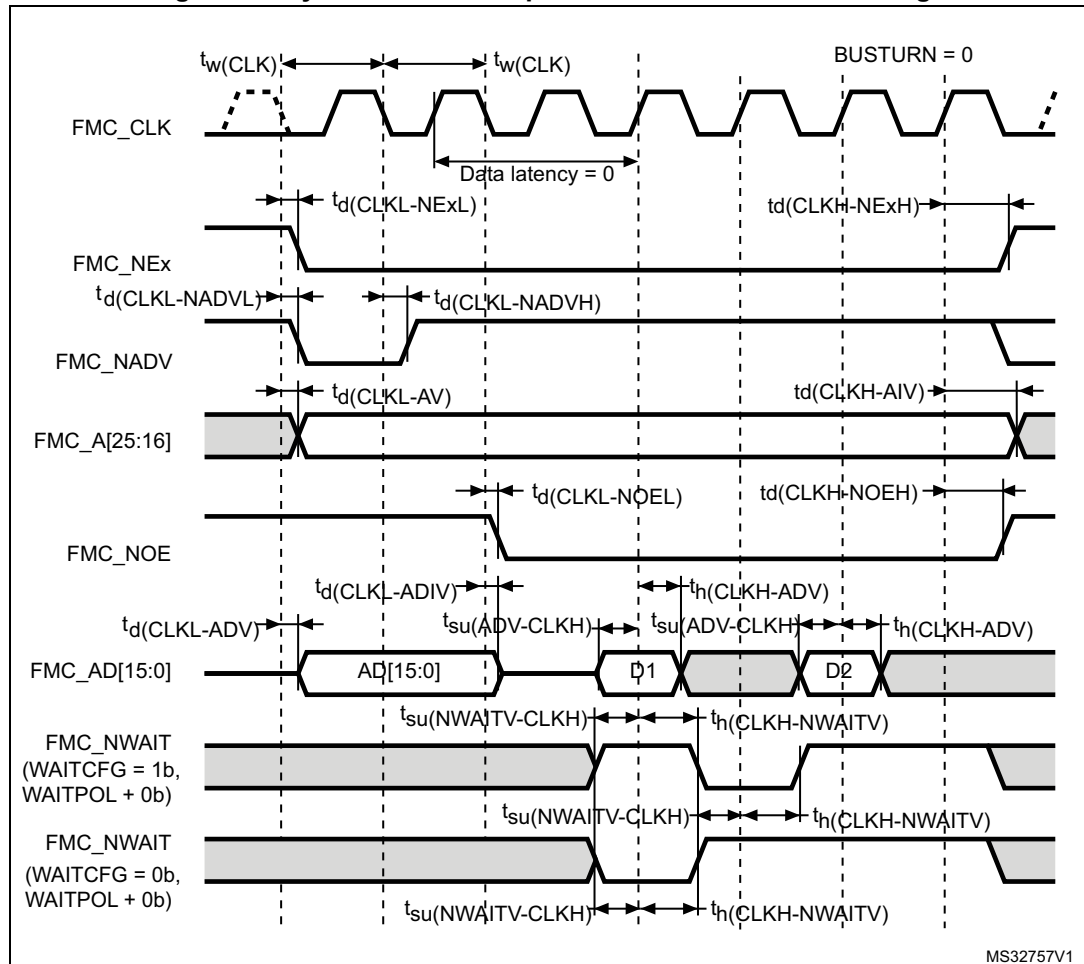 tw(CLK) tw(CLK) BUSTURN = 0
FMC_CLK
Data latency = 0
td(CLKL-NExL) td(CLKH-NExH)
FMC_NEx
td(CLKL-NADVL) td(CLKL-NADVH)
FMC_NADV
td(CLKL-AV) td(CLKH-AIV)
FMC_A[25:16]
td(CLKL-NOEL) td(CLKH-NOEH)
FMC_NOE
td(CLKL-ADIV) th(CLKH-ADV)
td(CLKL-ADV) tsu(ADV-CLKH) tsu(ADV-CLKH) th(CLKH-ADV)
FMC_AD[15:0] AD[15:0] D1 D2
tsu(NWAITV-CLKH) th(CLKH-NWAITV)
FMC_NWAIT
(WAITCFG = 1b,
WAITPOL + 0b)
tsu(NWAITV-CLKH) th(CLKH-NWAITV)
FMC_NWAIT
(WAITCFG = 0b,
WAITPOL + 0b)
tsu(NWAITV-CLKH) th(CLKH-NWAITV)
MS32757V1